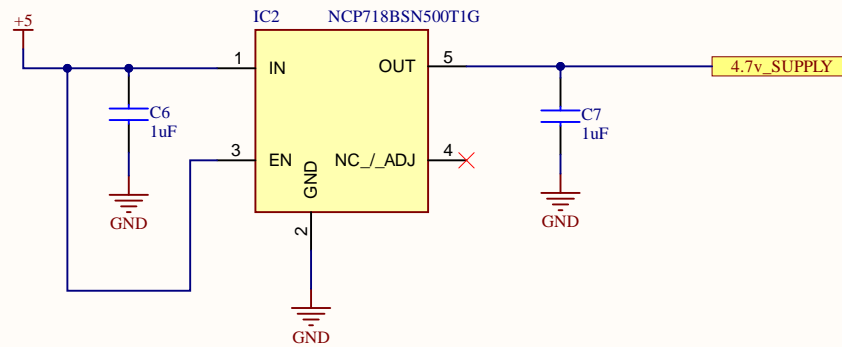 IC2 NCP718BSN500T1G
+5
1 IN OUT 5 4.7v_SUPPLY
C6
1uF
C7
1uF
3 EN NC_/_ADJ 4
GND
2
GND
GND
GND